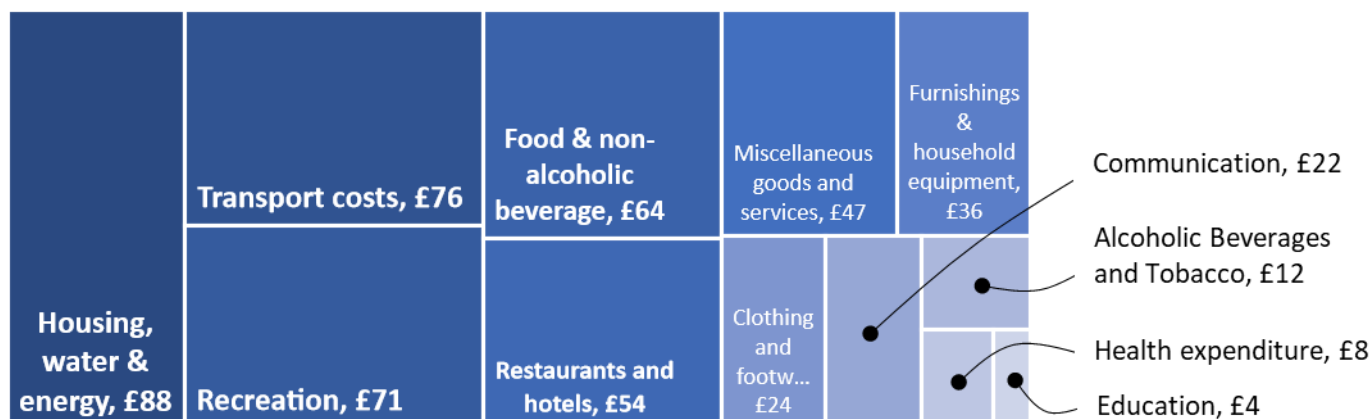 Housing,
water &
energy, £88
Transport costs, £76
Recreation, £71
Food & non-
alcoholic
beverage, £64
Restaurants and
hotels, £54
Miscellaneous
goods and
services, £47
Furnishings
&
household
equipment,
£36
Clothing
and
footw...
£24
Communication, £22
Alcoholic Beverages
and Tobacco, £12
Health expenditure, £8
Education, £4